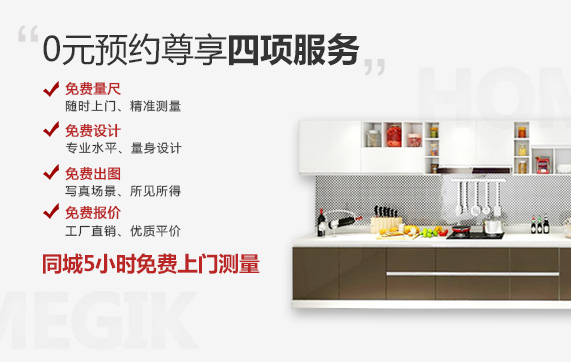 “0元预约尊享四项服务”
免费量尺
随时上门、精准测量
免费设计
专业水平、量身设计
免费出图
写真场景、所见所得
免费报价
工厂直销、优质平价
同城5小时免费上门测量
HOM
MEGIK